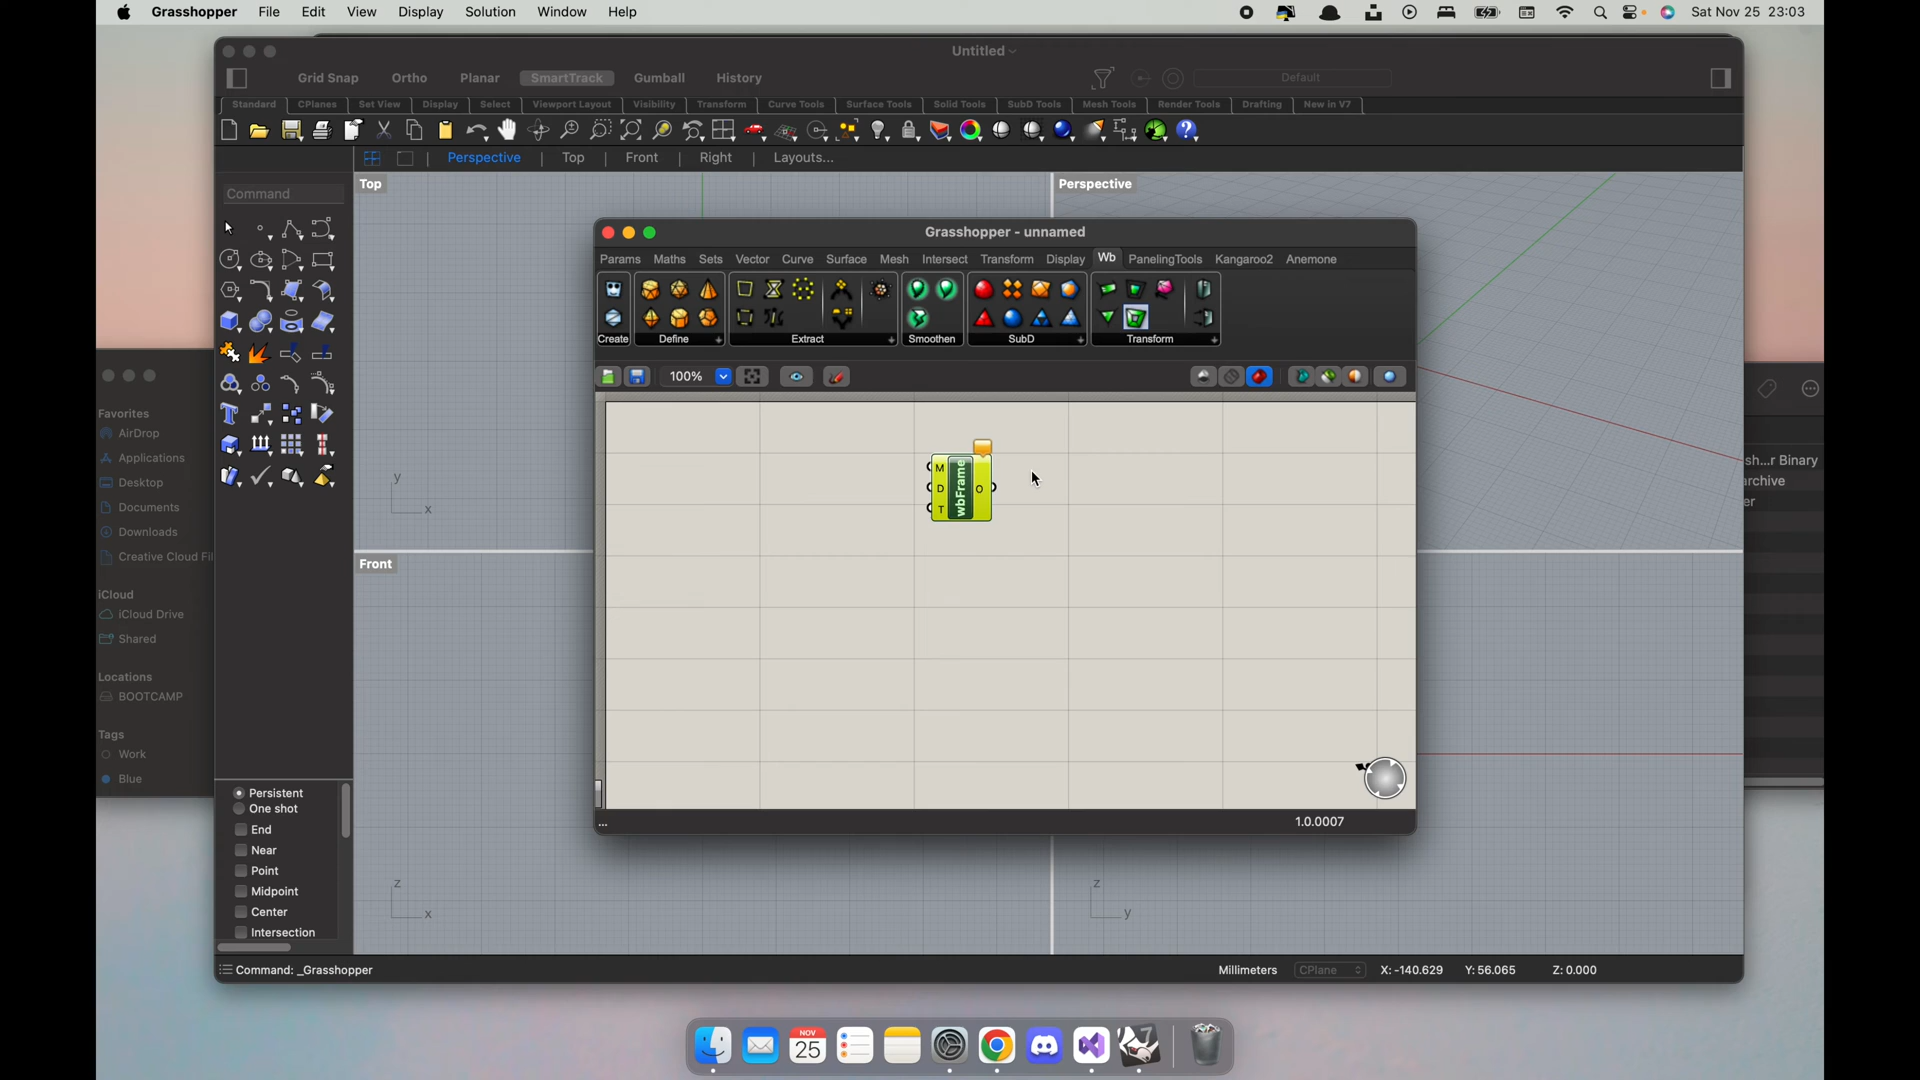 Grasshopper File Edit View Display Solution Window Help Sat Nov 25 23:03
Untitled
Grid Snap Ortho Planar SmartTrack Gumball History Default
Standard CPlanes Set View Display Select Viewport Layout Visibility Transform Curve Tools Surface Tools Solid Tools SubD Tools Mesh Tools Render Tools Drafting New in V7
Perspective Top Front Right Layouts...
Command
Top
Perspective
Grasshopper - unnamed
Params Maths Sets Vector Curve Surface Mesh Intersect Transform Display Wb PanelingTools Kangaroo2 Anemone
Create Define Extract Smoothen SubD Transform
100%
M
D
T
wbFrame
O
...
1.0.0007
Favorites
AirDrop
Applications
Desktop
Documents
Downloads
Creative Cloud Fil
iCloud
iCloud Drive
Shared
Locations
BOOTCAMP
Tags
Work
Blue
sh...r Binary
archive
er
y
x
Front
z
x
z
y
Persistent
One shot
End
Near
Point
Midpoint
Center
Intersection
Command: _Grasshopper
Millimeters CPlane X: -140.629 Y: 56.065 Z: 0.000
NOV
25
7